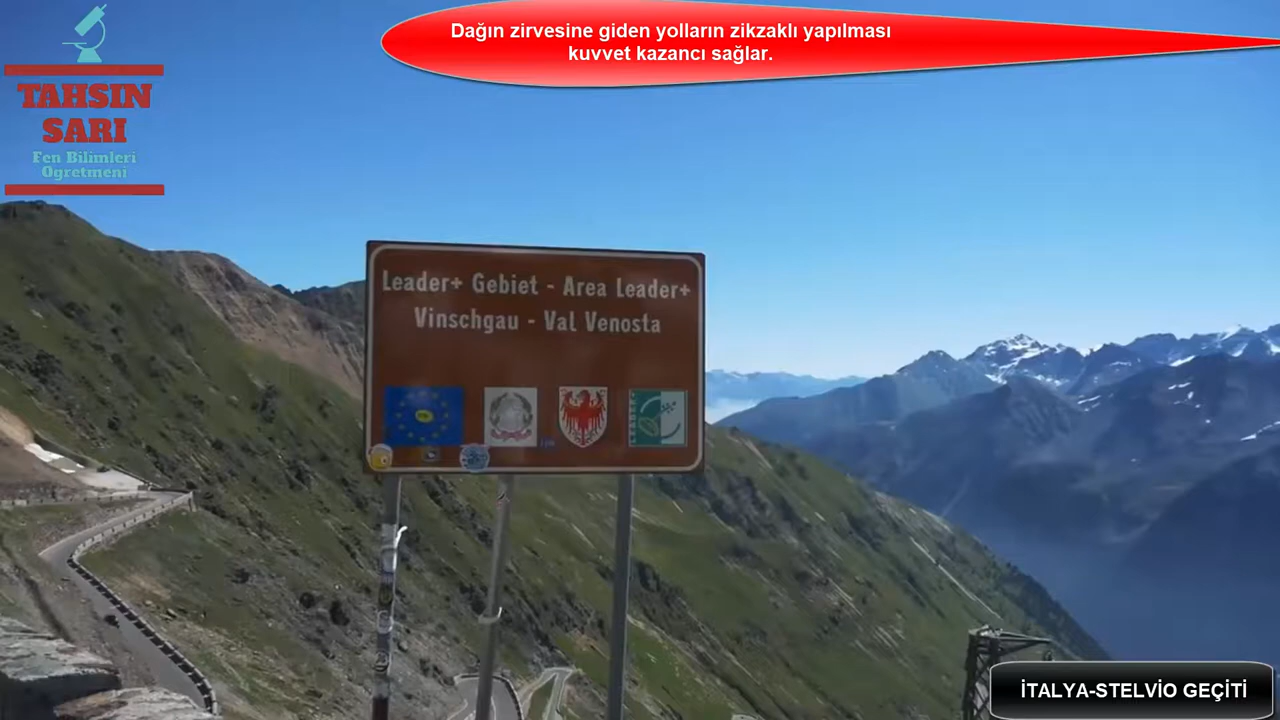 Dağın zirvesine giden yolların zikzaklı yapılması
kuvvet kazancı sağlar.
TAHSIN
SARI
Fen Bilimleri
Ogretmeni
Leader+ Gebiet - Area Leader+
Vinschgau - Val Venosta
İTALYA-STELVİO GEÇİTİ